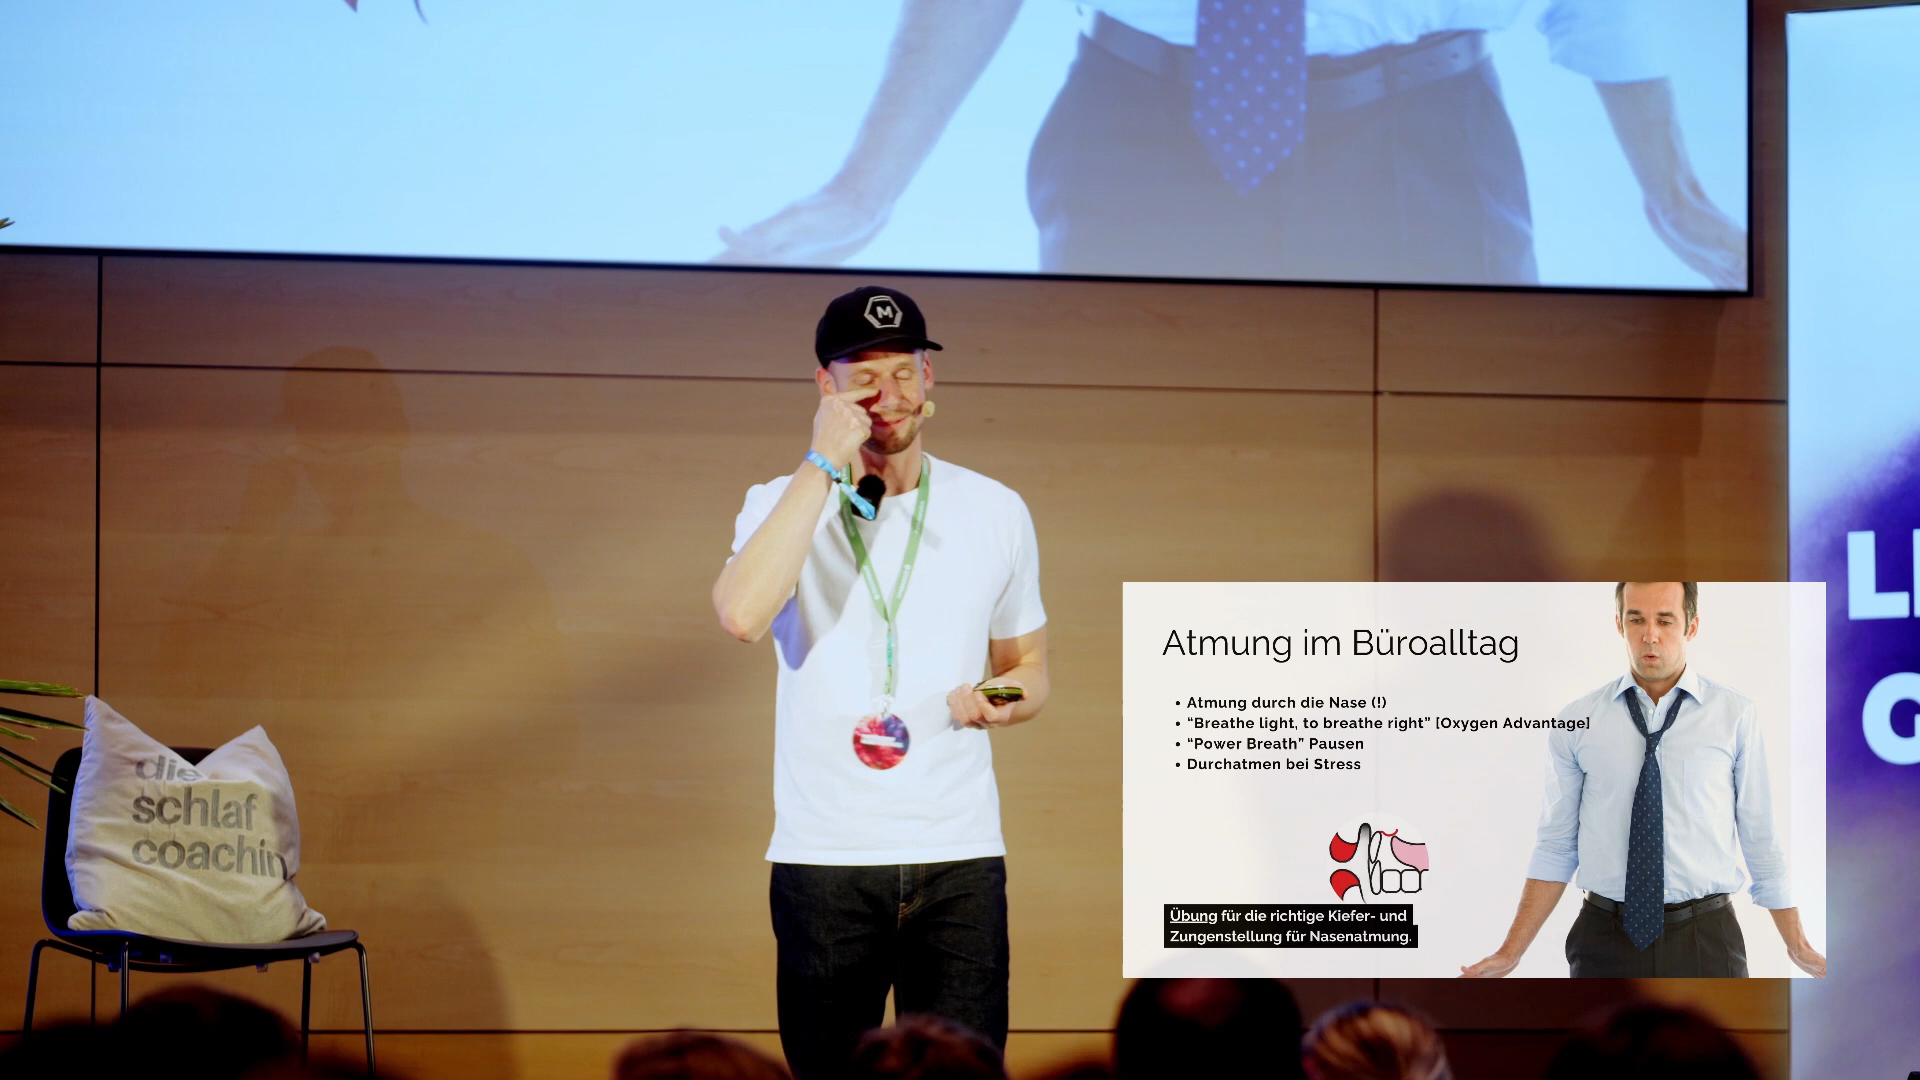 M
LI
G
die
schlaf
coachin
Atmung im Büroalltag
• Atmung durch die Nase (!)
• “Breathe light, to breathe right” [Oxygen Advantage]
• “Power Breath” Pausen
• Durchatmen bei Stress
Übung für die richtige Kiefer- und
Zungenstellung für Nasenatmung.